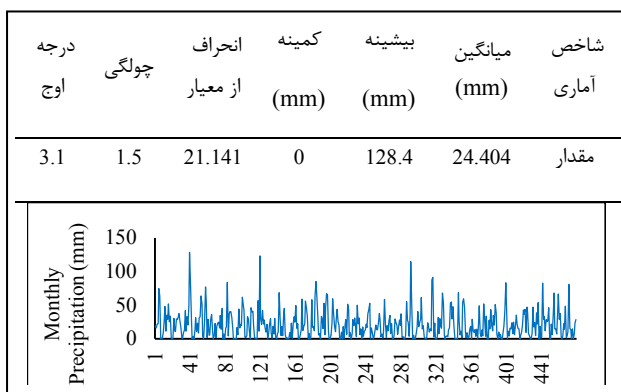 شاخص آماری	میانگین (mm)	بیشینه (mm)	کمینه (mm)	انحراف از معیار	چولگی	درجه اوج
مقدار	24.404	128.4	0	21.141	1.5	3.1
Monthly
Precipitation (mm)
150
100
50
0
1 41 81 121 161 201 241 281 321 361 401 441